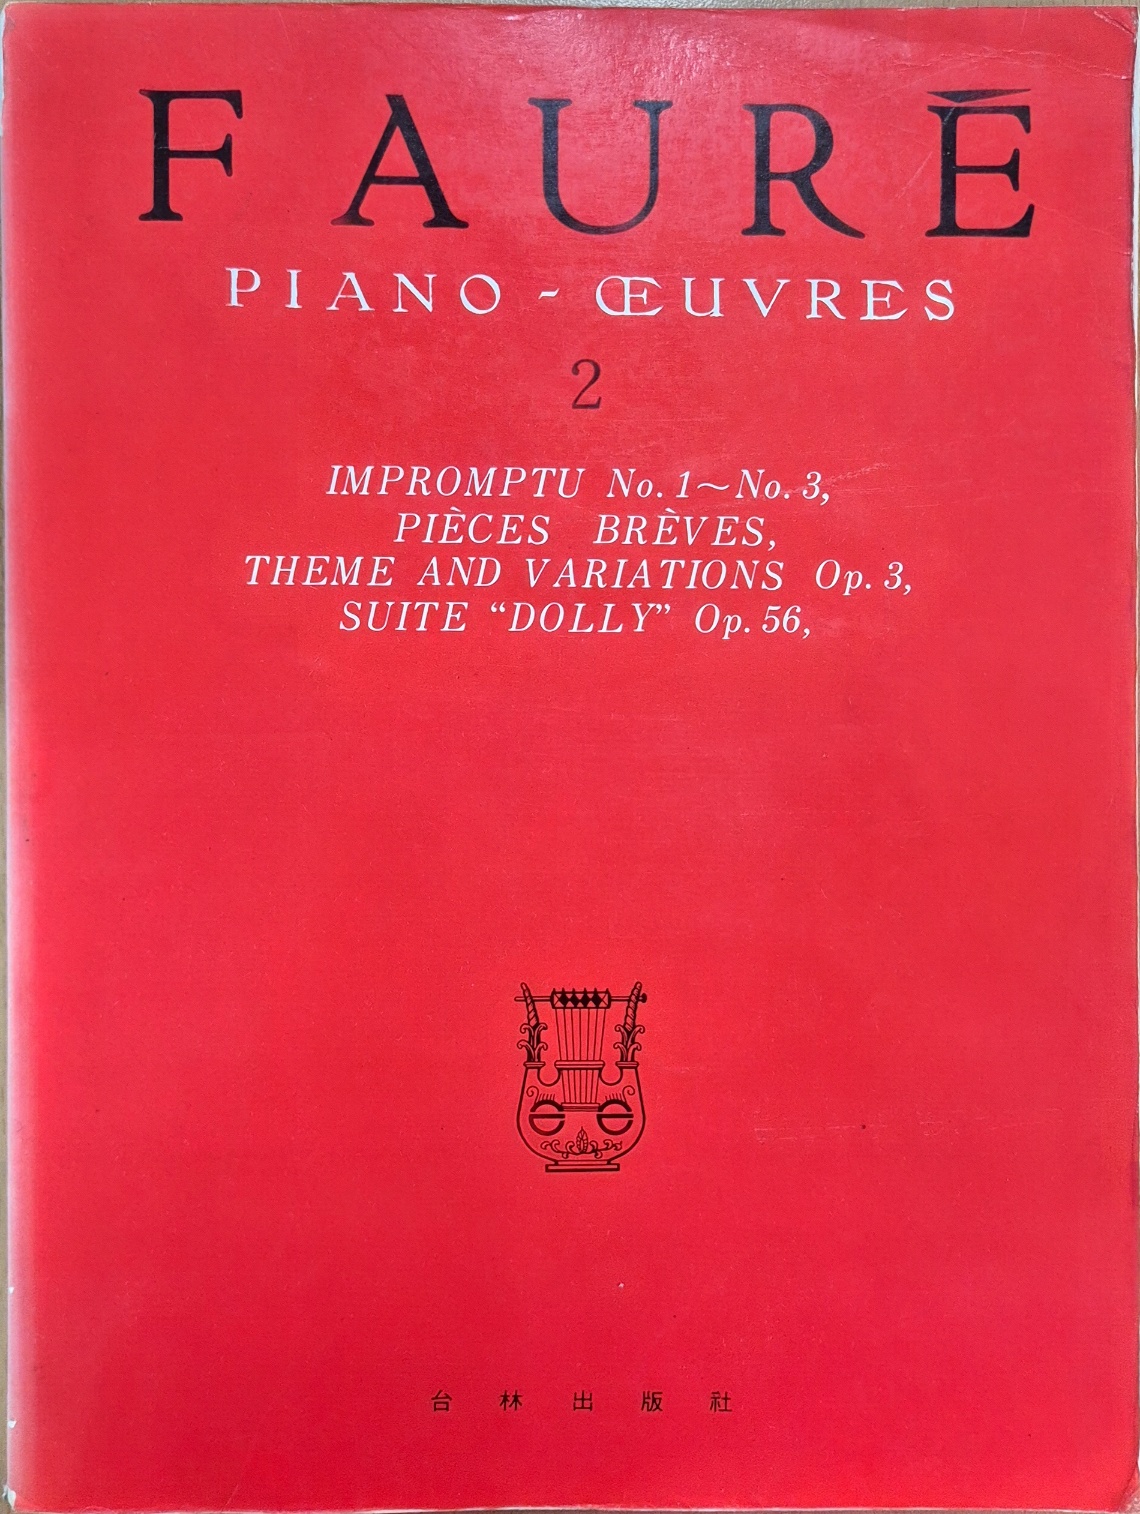 FAURÉ
PIANO - ŒUVRES
2
IMPROMPTU No. 1～No. 3,
PIÈCES BRÈVES,
THEME AND VARIATIONS Op. 3,
SUITE “DOLLY” Op. 56,
台林出版社